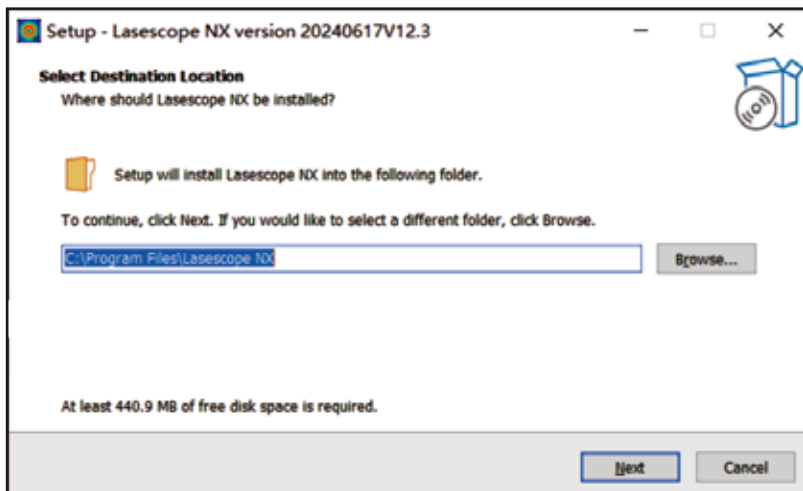 Setup - Lasescope NX version 20240617V12.3
Select Destination Location
Where should Lasescope NX be installed?
Setup will install Lasescope NX into the following folder.
To continue, click Next. If you would like to select a different folder, click Browse.
C:\Program Files\Lasescope NX
Browse...
At least 440.9 MB of free disk space is required.
Next
Cancel